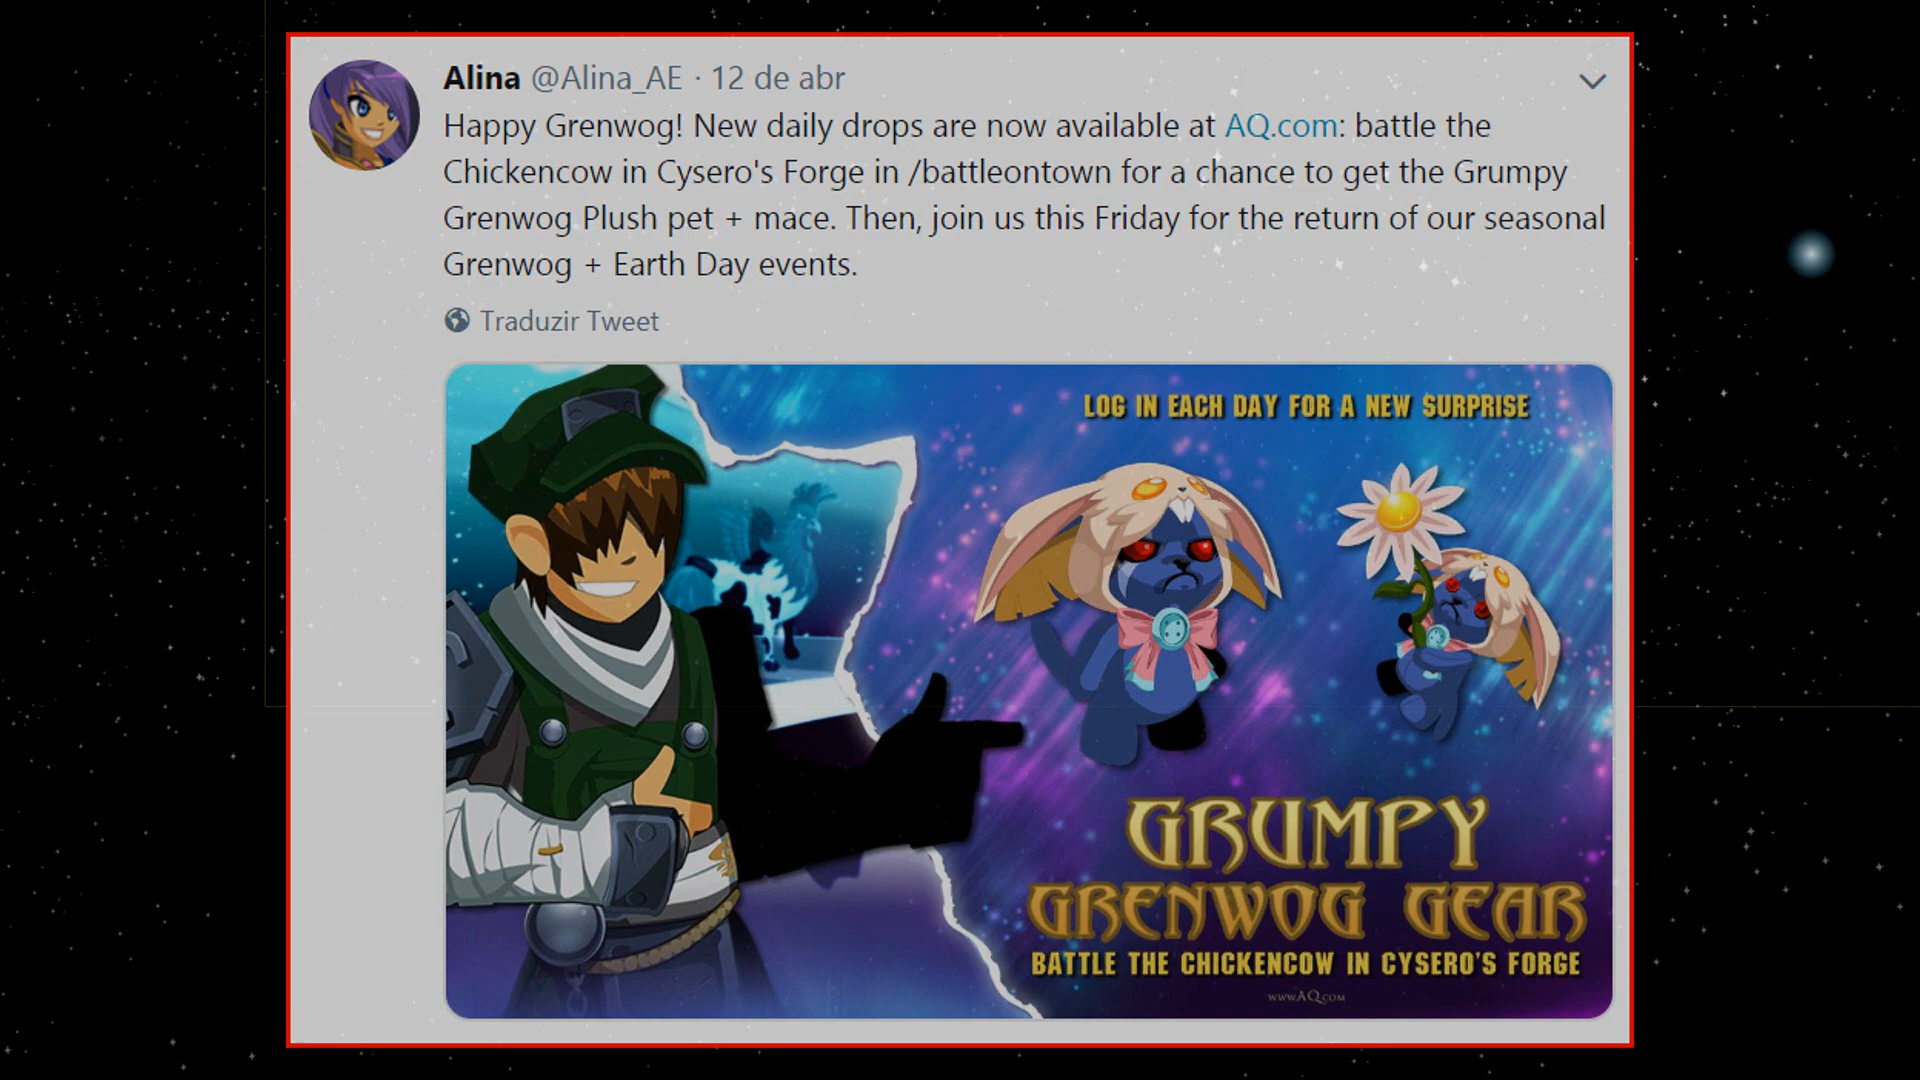 Alina @Alina_AE · 12 de abr
Happy Grenwog! New daily drops are now available at AQ.com: battle the
Chickencow in Cysero's Forge in /battleontown for a chance to get the Grumpy
Grenwog Plush pet + mace. Then, join us this Friday for the return of our seasonal
Grenwog + Earth Day events.
Traduzir Tweet
LOG IN EACH DAY FOR A NEW SURPRISE
GRUMPY
GRENWOG GEAR
BATTLE THE CHICKENCOW IN CYSERO'S FORGE
WWW.AQ.COM